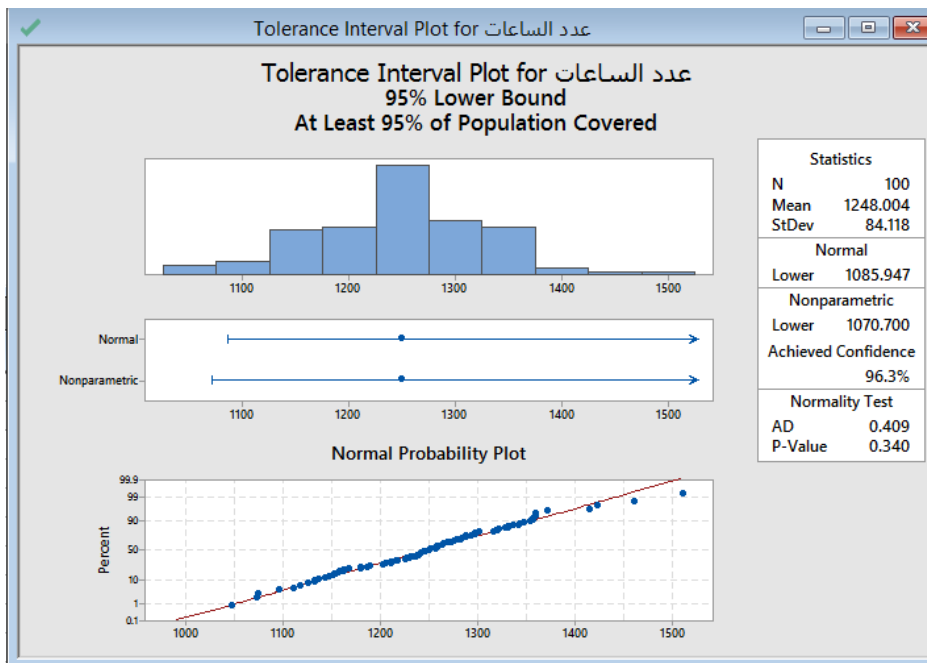 Tolerance Interval Plot for عدد الساعات
Tolerance Interval Plot for عدد الساعات
95% Lower Bound
At Least 95% of Population Covered
1100 1200 1300 1400 1500
Normal
Nonparametric
1100 1200 1300 1400 1500
Normal Probability Plot
Percent
99.9
99
90
50
10
1
0.1
1000 1100 1200 1300 1400 1500
Statistics
N 100
Mean 1248.004
StDev 84.118
Normal
Lower 1085.947
Nonparametric
Lower 1070.700
Achieved Confidence
96.3%
Normality Test
AD 0.409
P-Value 0.340